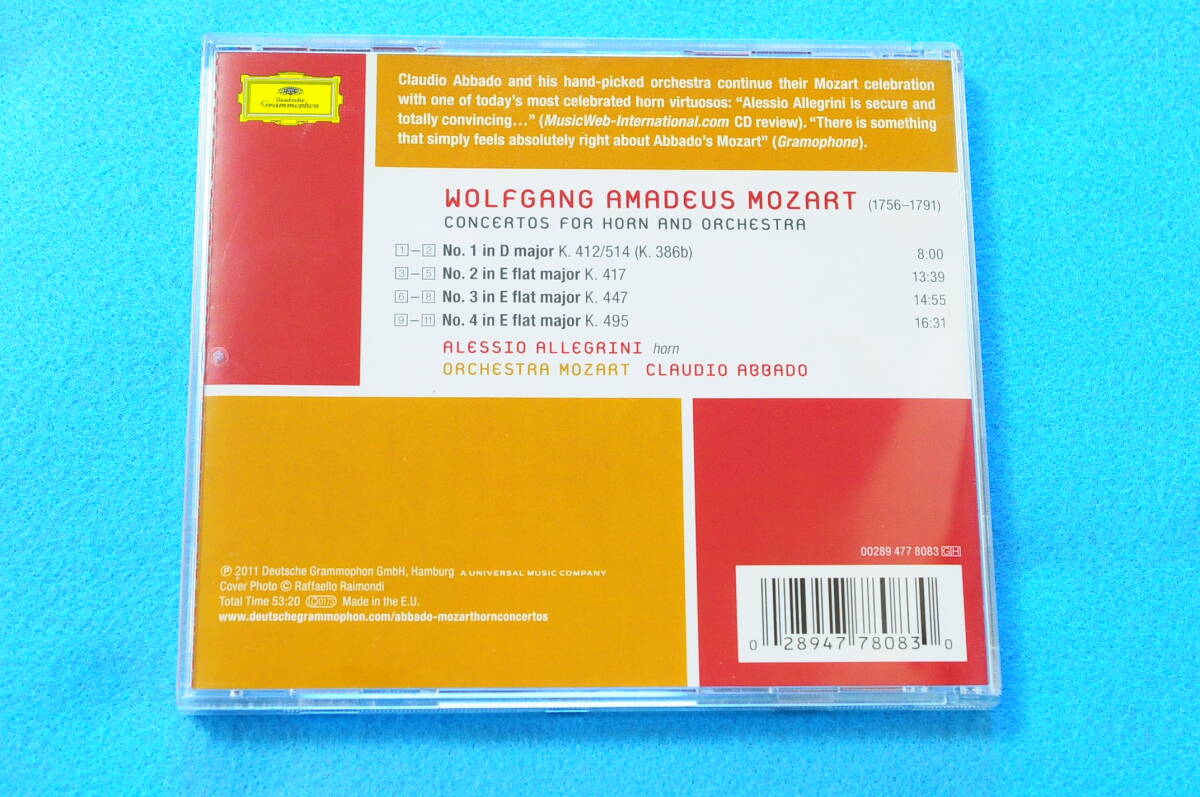 Deutsche
Grammophon
Claudio Abbado and his hand-picked orchestra continue their Mozart celebration
with one of today's most celebrated horn virtuosos: “Alessio Allegrini is secure and
totally convincing…” (MusicWeb-International.com CD review). “There is something
that simply feels absolutely right about Abbado's Mozart” (Gramophone).
WOLFGANG AMADEUS MOZART (1756–1791)
CONCERTOS FOR HORN AND ORCHESTRA
1–2 No. 1 in D major K. 412/514 (K. 386b) 8:00
3–5 No. 2 in E flat major K. 417 13:39
6–8 No. 3 in E flat major K. 447 14:55
9–11 No. 4 in E flat major K. 495 16:31
ALESSIO ALLEGRINI horn
ORCHESTRA MOZART CLAUDIO ABBADO
00289 477 8083 GH
℗ 2011 Deutsche Grammophon GmbH, Hamburg A UNIVERSAL MUSIC COMPANY
Cover Photo © Raffaello Raimondi
Total Time 53:20 LC0173 Made in the E.U.
www.deutschegrammophon.com/abbado-mozarthornconcertos
0 28947 78083 0